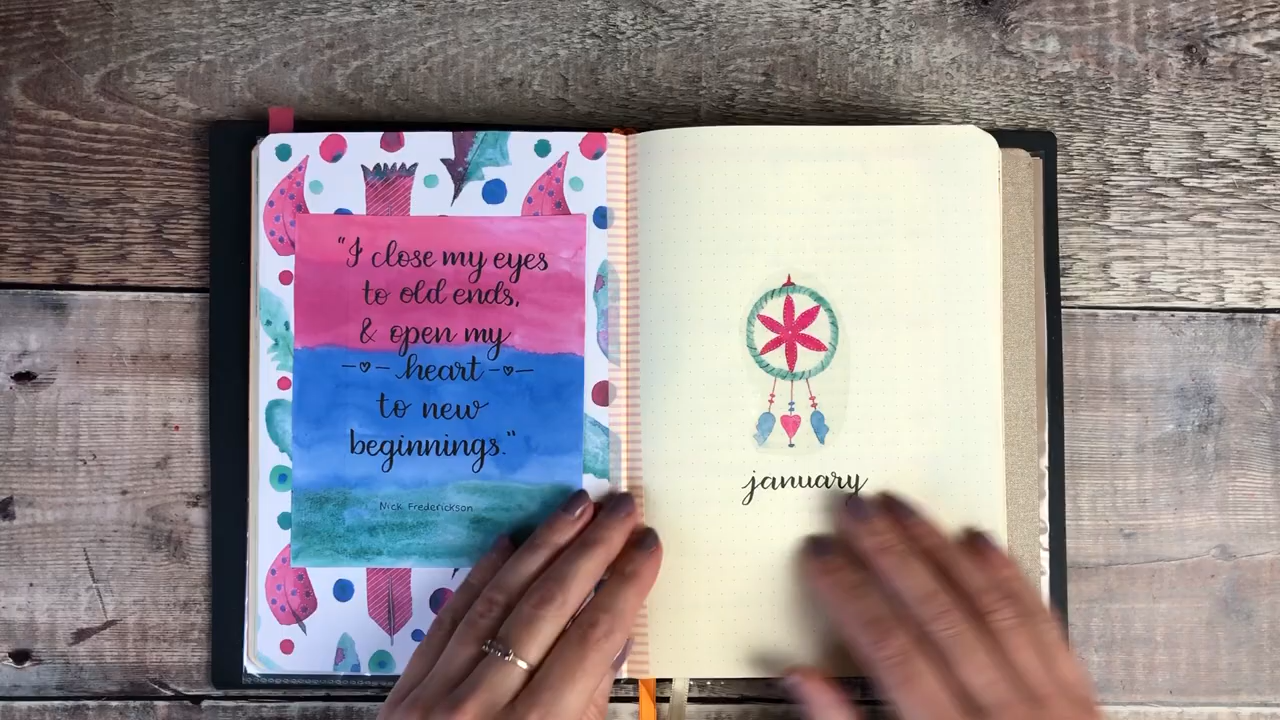 "I close my eyes
to old ends,
& open my
heart
to new
beginnings."
Nick Frederickson
january